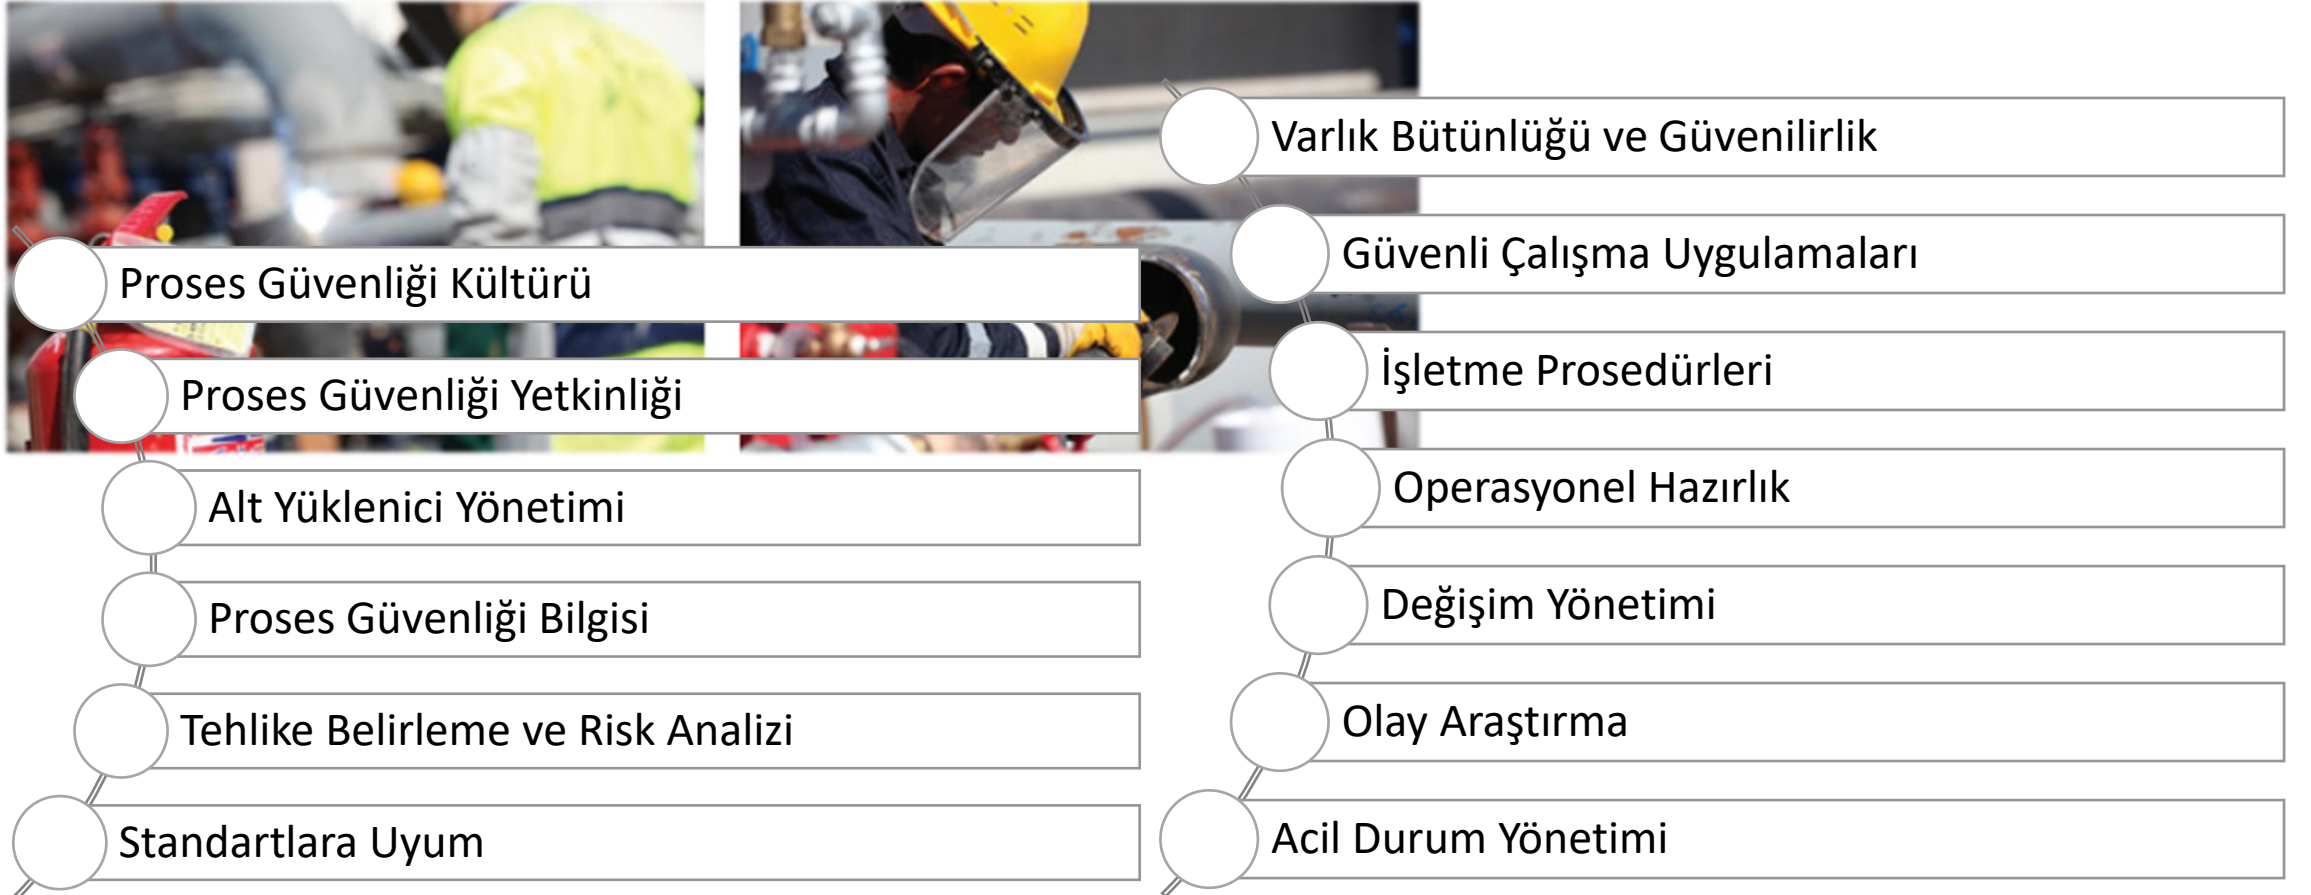 Proses Güvenliği Kültürü
Proses Güvenliği Yetkinliği
Alt Yüklenici Yönetimi
Proses Güvenliği Bilgisi
Tehlike Belirleme ve Risk Analizi
Standartlara Uyum
Varlık Bütünlüğü ve Güvenilirlik
Güvenli Çalışma Uygulamaları
İşletme Prosedürleri
Operasyonel Hazırlık
Değişim Yönetimi
Olay Araştırma
Acil Durum Yönetimi